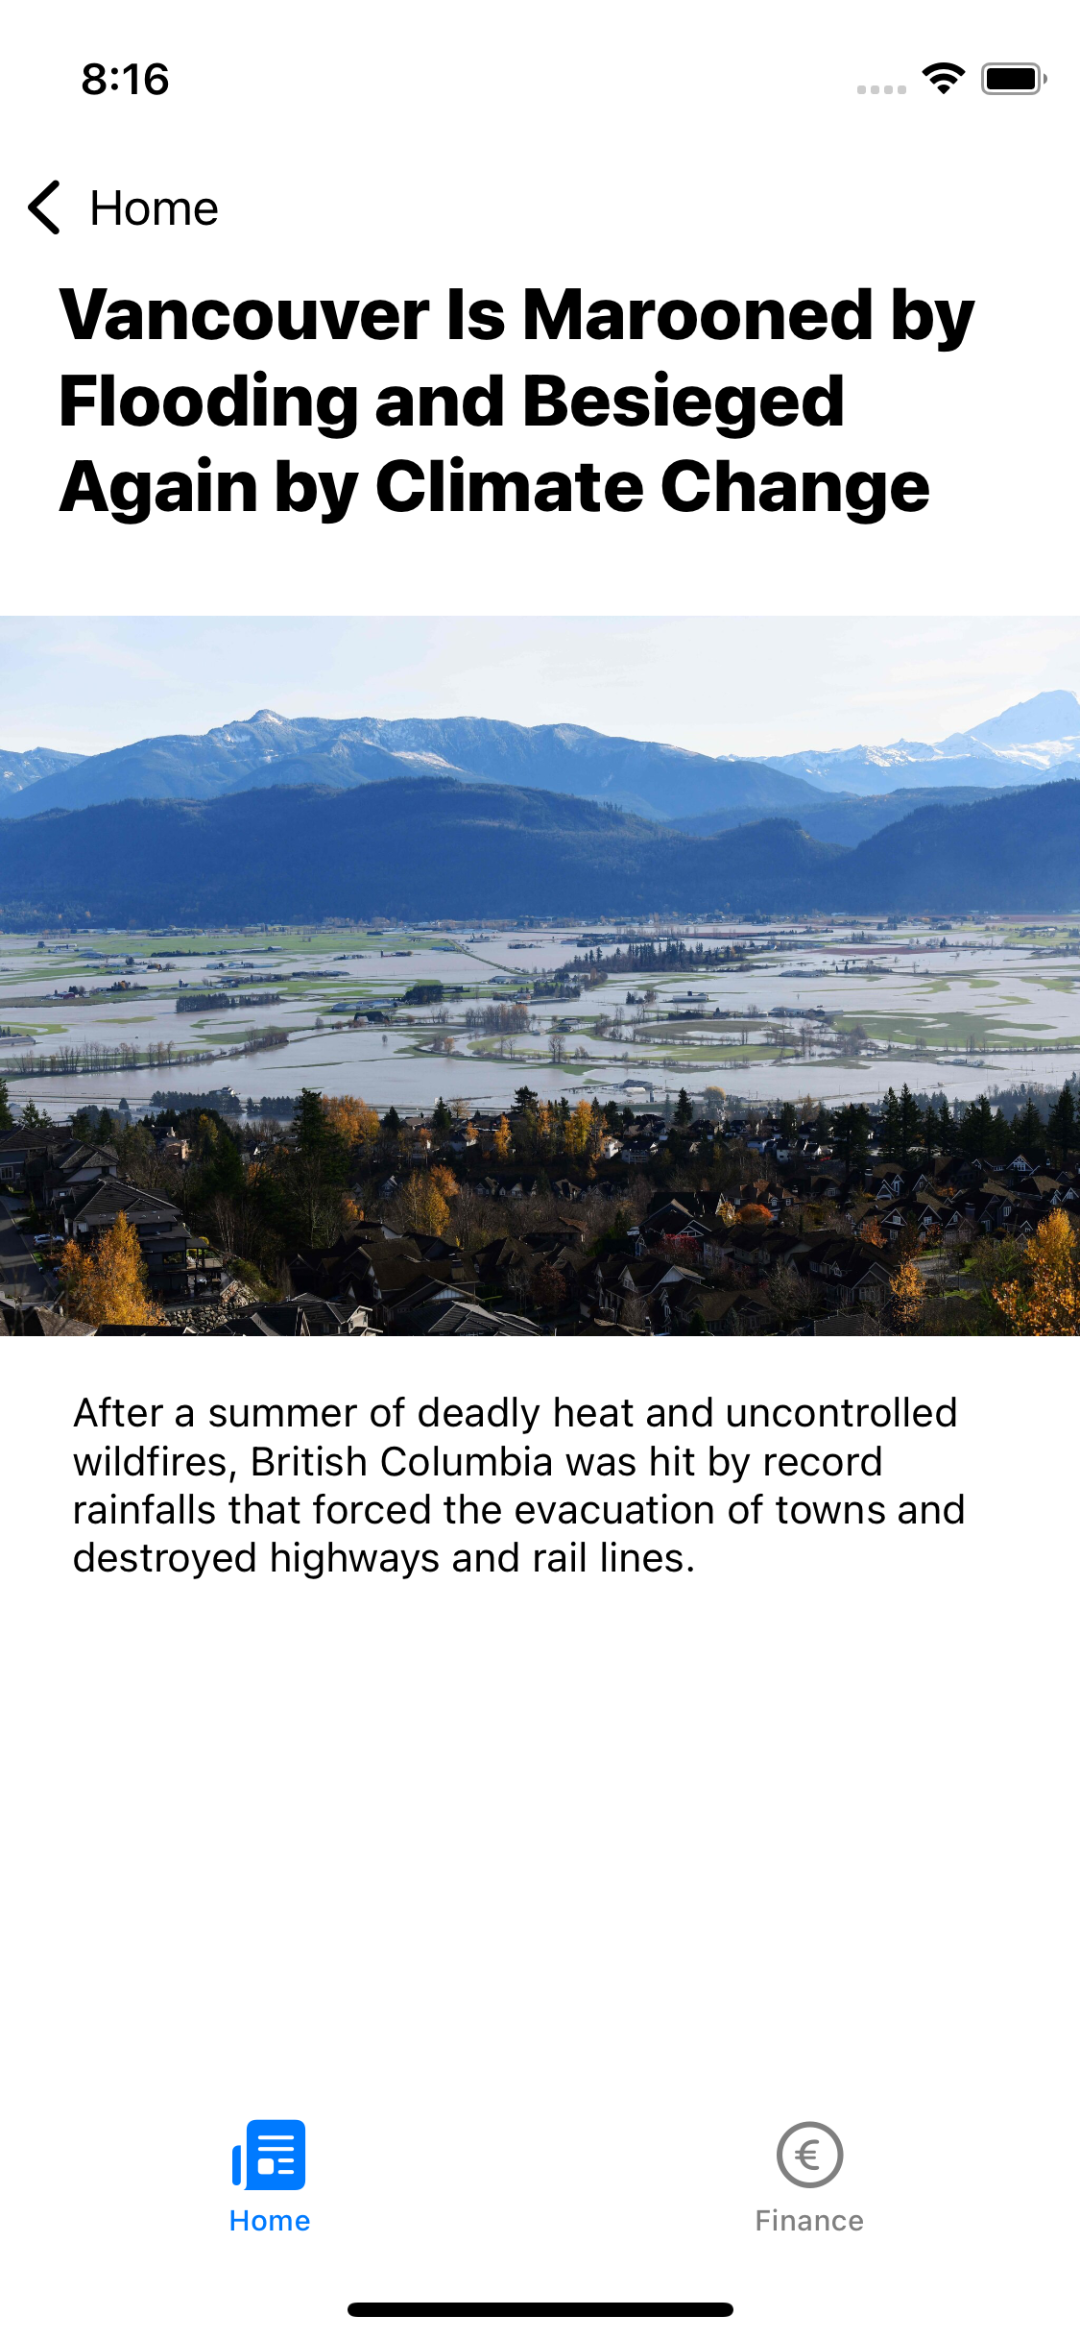 8:16
Home
Vancouver Is Marooned by
Flooding and Besieged
Again by Climate Change
After a summer of deadly heat and uncontrolled
wildfires, British Columbia was hit by record
rainfalls that forced the evacuation of towns and
destroyed highways and rail lines.
€
Home
Finance